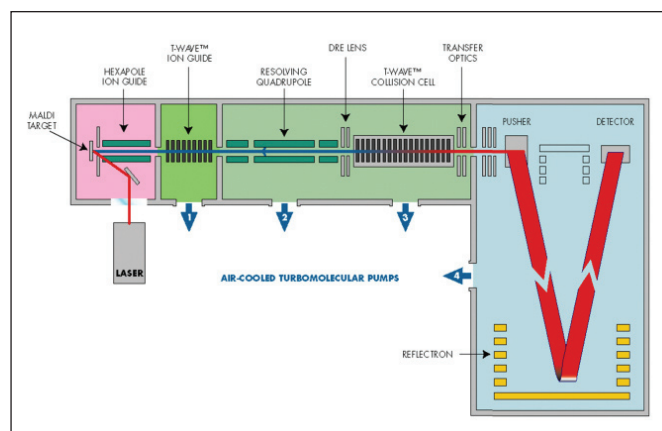 T-WAVE™
ION GUIDE
HEXAPOLE
ION GUIDE
RESOLVING
QUADRUPOLE
DRE LENS
T-WAVE™
COLLISION CELL
TRANSFER
OPTICS
MALDI
TARGET
PUSHER
DETECTOR
1
2
3
LASER
AIR-COOLED TURBOMOLECULAR PUMPS
4
REFLECTRON